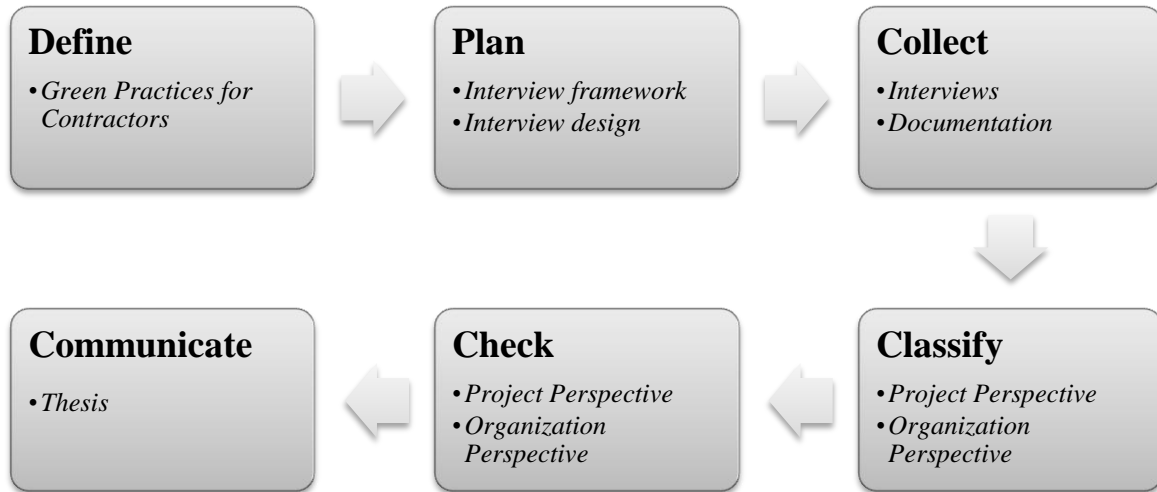 Define
•Green Practices for
Contractors
Plan
•Interview framework
•Interview design
Collect
•Interviews
•Documentation
Classify
•Project Perspective
•Organization
Perspective
Check
•Project Perspective
•Organization
Perspective
Communicate
•Thesis